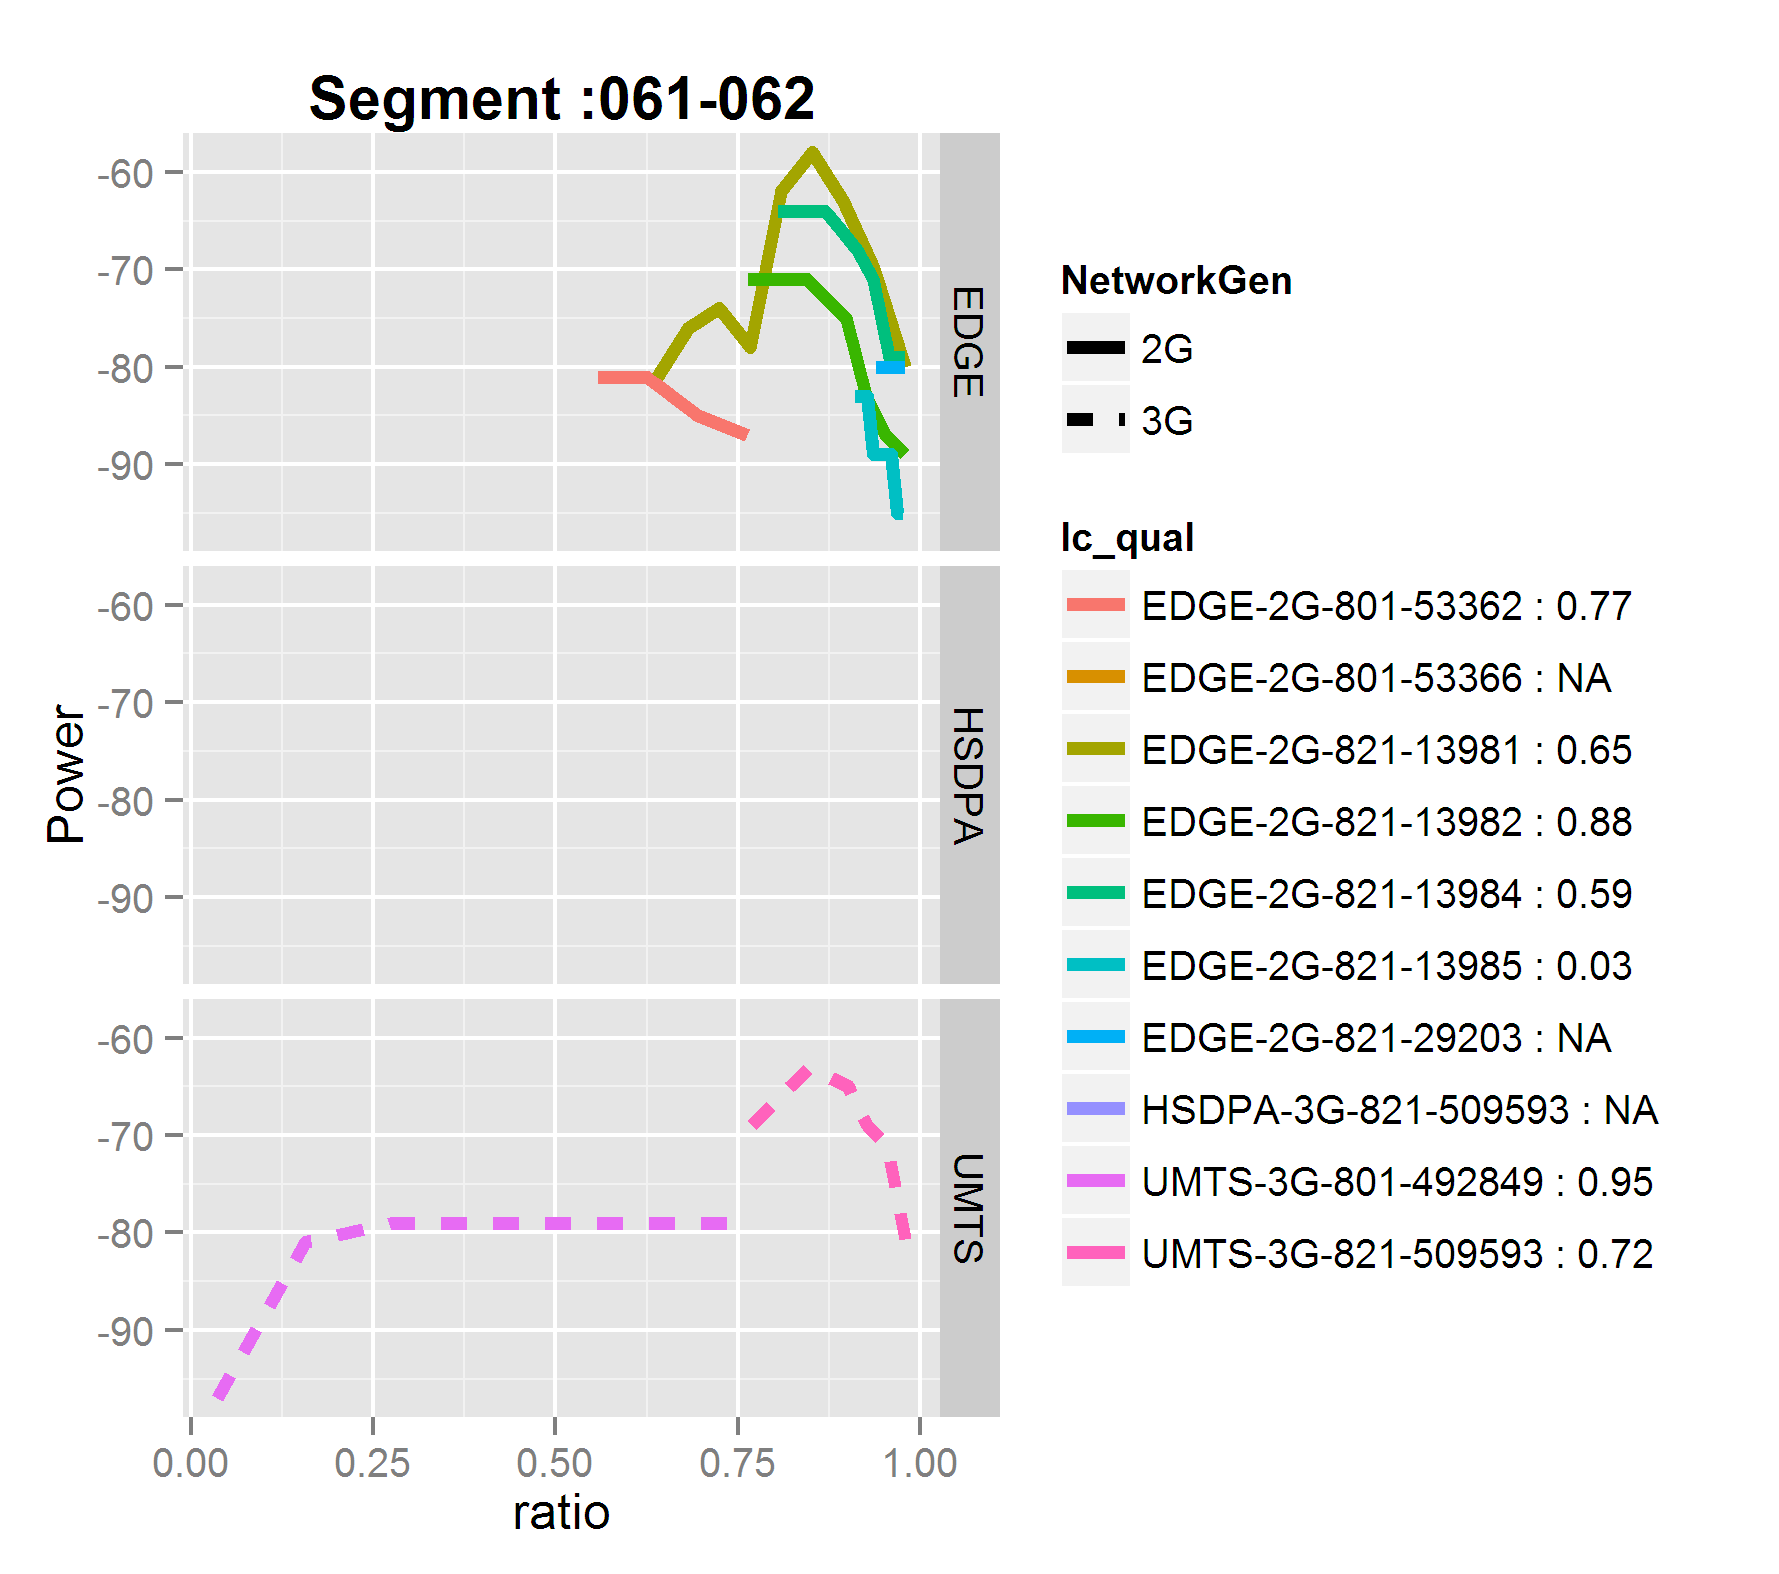 Segment :061-062
Power
-60
-70
-80
-90
EDGE
-60
-70
-80
-90
HSDPA
-60
-70
-80
-90
UMTS
0.00 0.25 0.50 0.75 1.00
ratio
NetworkGen
2G
3G
lc_qual
EDGE-2G-801-53362 : 0.77
EDGE-2G-801-53366 : NA
EDGE-2G-821-13981 : 0.65
EDGE-2G-821-13982 : 0.88
EDGE-2G-821-13984 : 0.59
EDGE-2G-821-13985 : 0.03
EDGE-2G-821-29203 : NA
HSDPA-3G-821-509593 : NA
UMTS-3G-801-492849 : 0.95
UMTS-3G-821-509593 : 0.72